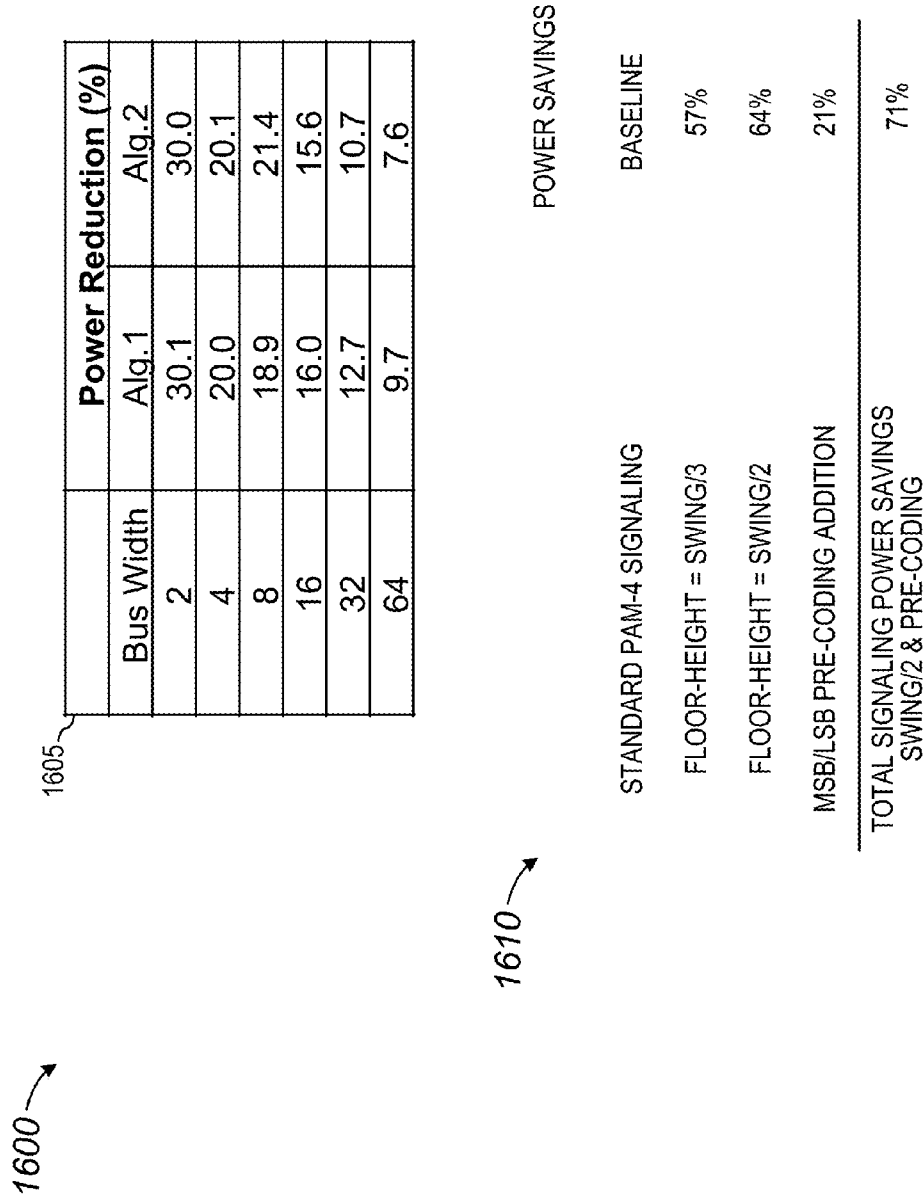 1600
1605
Power Reduction (%)
Bus Width Alg.1 Alg.2
2 30.1 30.0
4 20.0 20.1
8 18.9 21.4
16 16.0 15.6
32 12.7 10.7
64 9.7 7.6
1610
POWER SAVINGS
STANDARD PAM-4 SIGNALING BASELINE
FLOOR-HEIGHT = SWING/3 57%
FLOOR-HEIGHT = SWING/2 64%
MSB/LSB PRE-CODING ADDITION 21%
TOTAL SIGNALING POWER SAVINGS 71%
SWING/2 & PRE-CODING